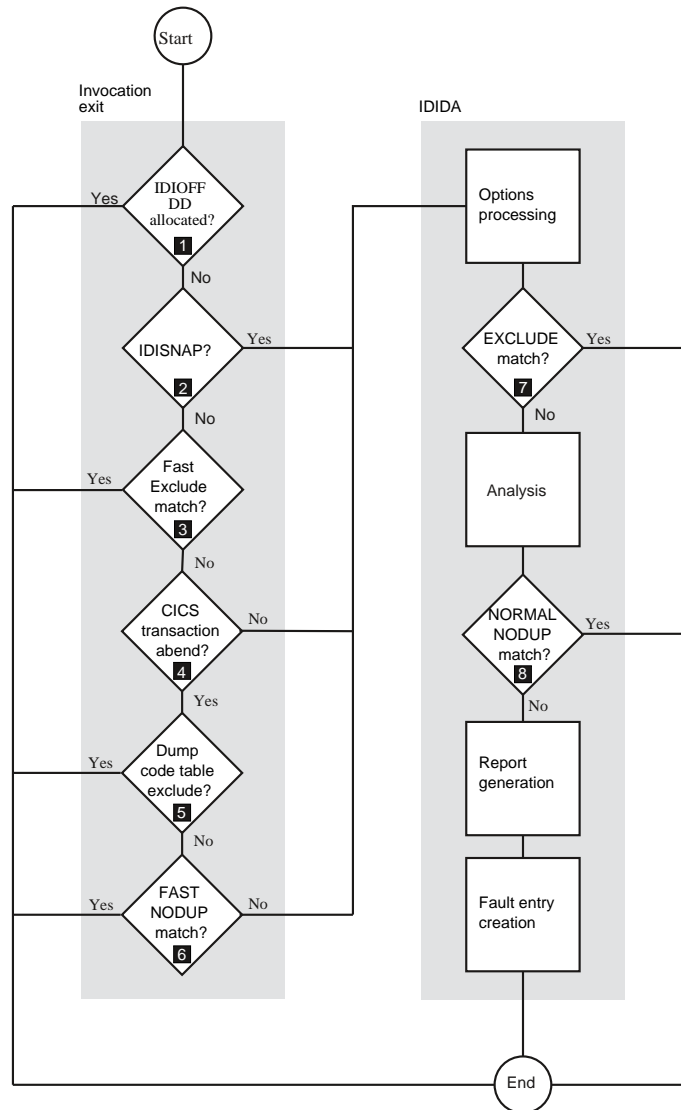 Start
Invocation
exit
IDIOFF
DD
allocated?
1
Yes
No
IDISNAP?
2
Yes
No
Fast
Exclude
match?
3
Yes
No
CICS
transaction
abend?
4
No
Yes
Dump
code table
exclude?
5
Yes
No
FAST
NODUP
match?
6
Yes
No
IDIDA
Options
processing
EXCLUDE
match?
7
Yes
No
Analysis
NORMAL
NODUP
match?
8
Yes
No
Report
generation
Fault entry
creation
End